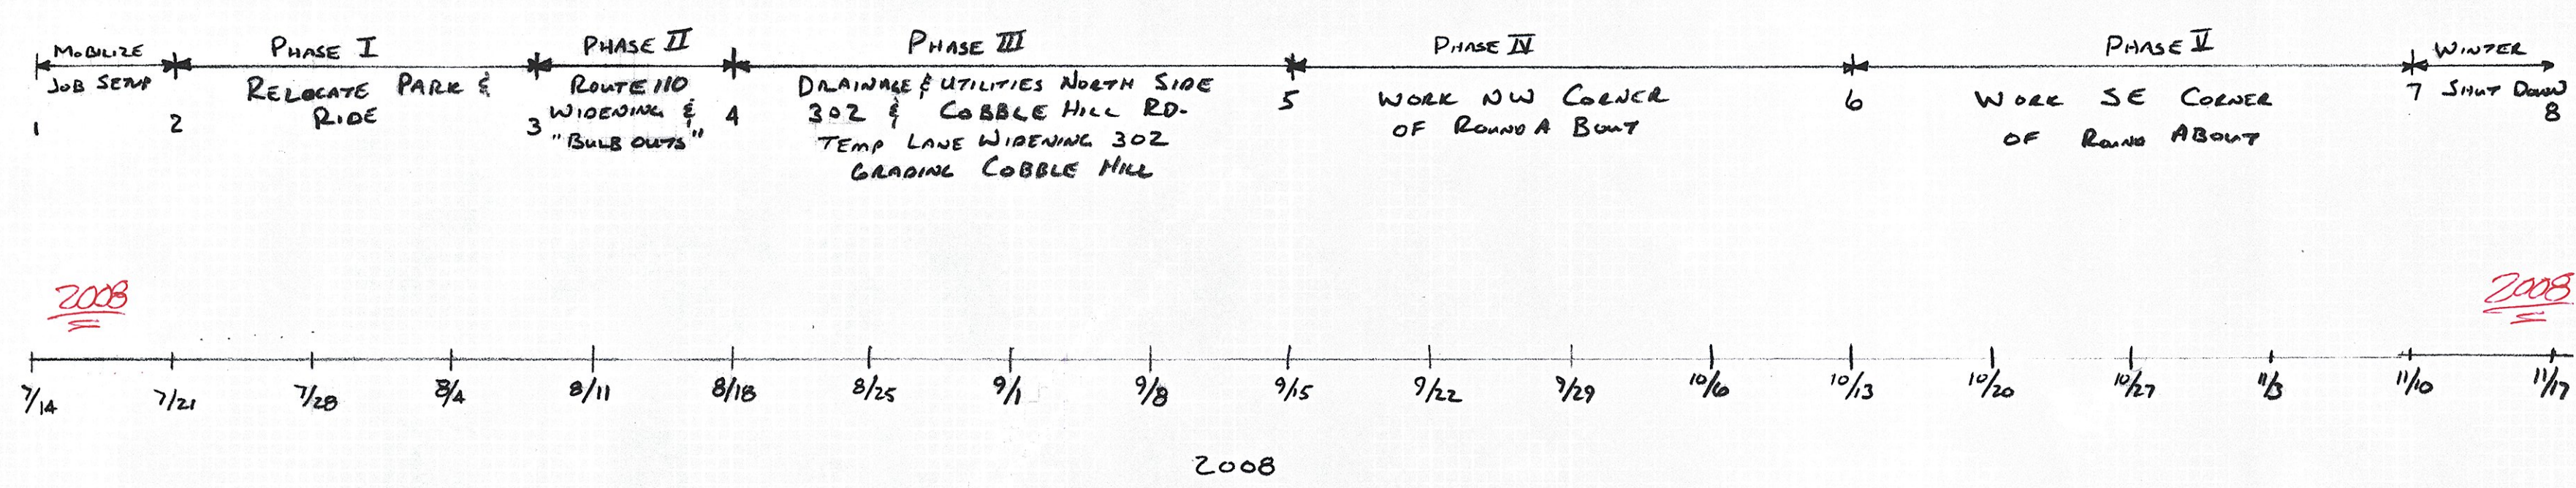 MOBILIZE
JOB SETUP
PHASE I
RELOCATE PARK &
RIDE
PHASE II
ROUTE 110
WIDENING &
"BULB OUTS"
PHASE III
DRAINAGE & UTILITIES NORTH SIDE
302 & COBBLE HILL RD.
TEMP LANE WIDENING 302
GRADING COBBLE HILL
PHASE IV
WORK NW CORNER
OF ROUND A BOUT
PHASE V
WORK SE CORNER
OF ROUND ABOUT
WINTER
SHUT DOWN
1 2 3 4 5 6 7 8
2008 2008
7/14 7/21 7/28 8/4 8/11 8/18 8/25 9/1 9/8 9/15 9/22 9/29 10/6 10/13 10/20 10/27 11/3 11/10 11/17
2008